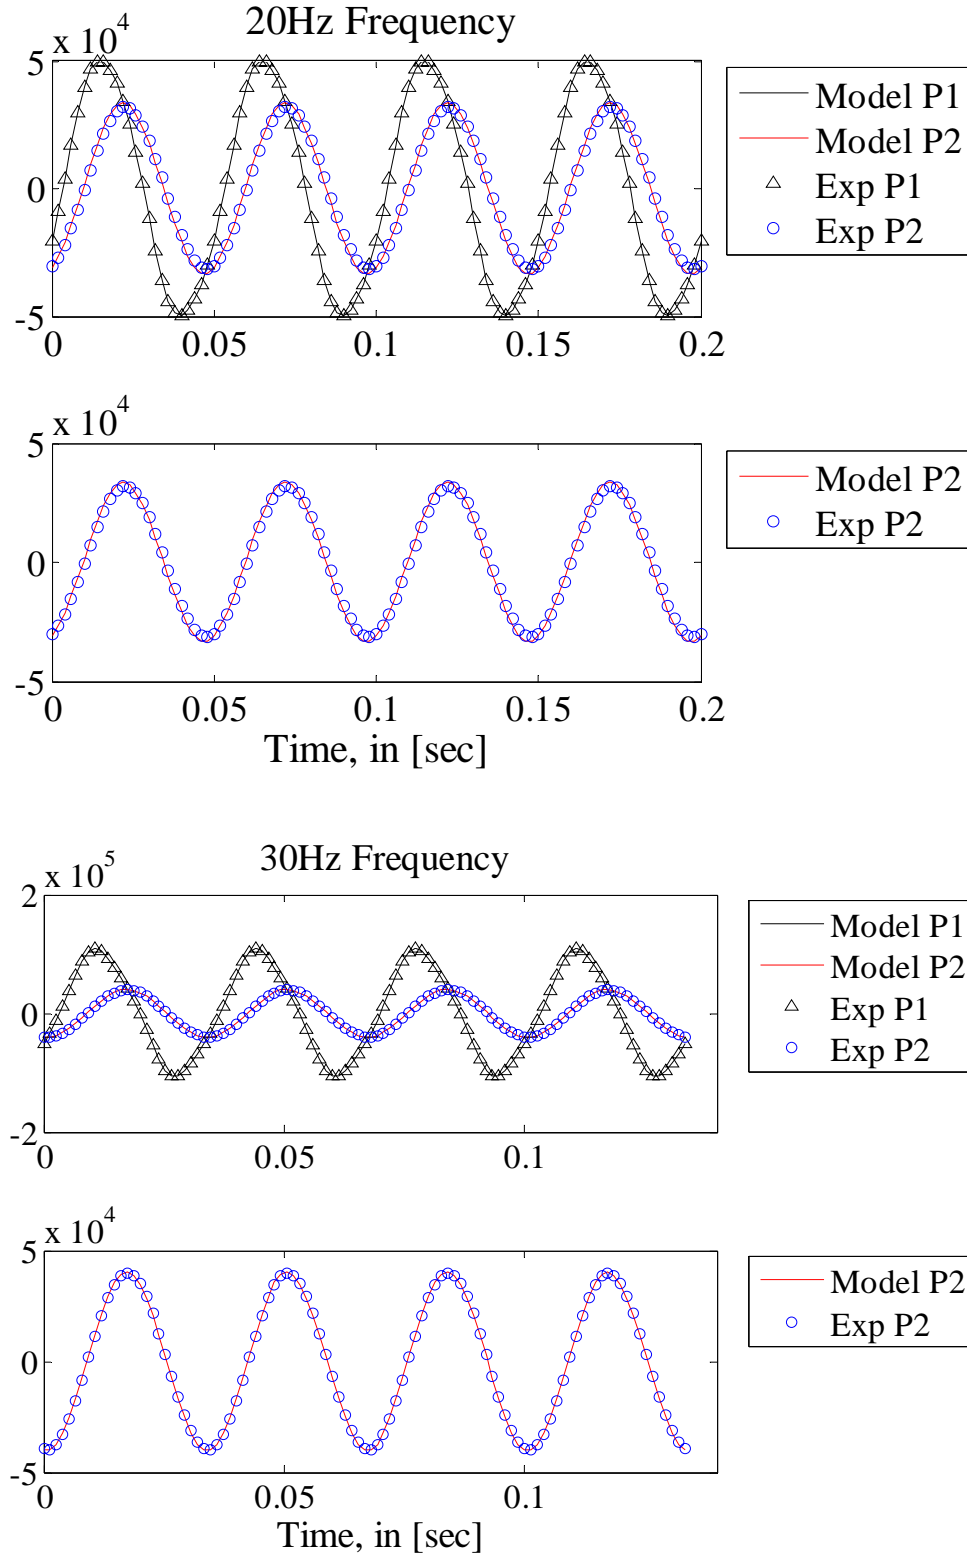 x 10^4
20Hz Frequency
5
0
-5
0 0.05 0.1 0.15 0.2
Model P1
Model P2
Exp P1
Exp P2
x 10^4
5
0
-5
0 0.05 0.1 0.15 0.2
Time, in [sec]
Model P2
Exp P2
x 10^5
30Hz Frequency
2
0
-2
0 0.05 0.1
Model P1
Model P2
Exp P1
Exp P2
x 10^4
5
0
-5
0 0.05 0.1
Time, in [sec]
Model P2
Exp P2